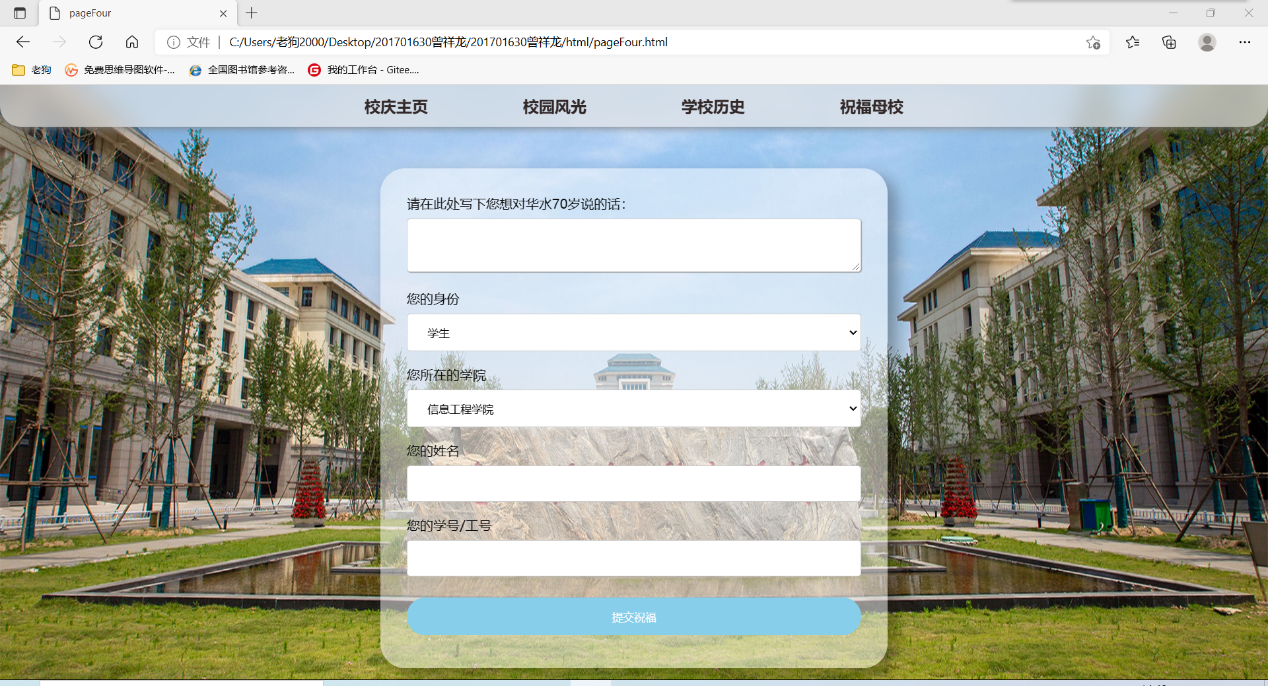 pageFour
文件 | C:/Users/老狗2000/Desktop/201701630曾祥龙/201701630曾祥龙/html/pageFour.html
老狗 免费思维导图软件-... 全国图书馆参考咨... 我的工作台 - Gitee....
校庆主页 校园风光 学校历史 祝福母校
请在此处写下您想对华水70岁说的话：
您的身份
学生
您所在的学院
信息工程学院
您的姓名
您的学号/工号
提交祝福